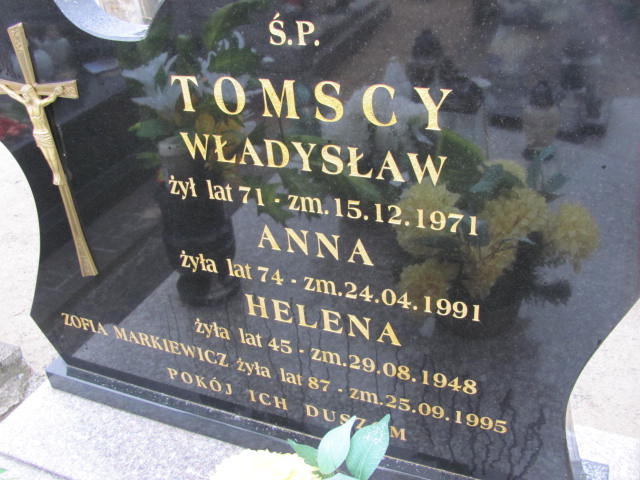 Ś.P.
TOMSCY
WŁADYSŁAW
żył lat 71 - zm. 15.12.1971
ANNA
żyła lat 74 - zm. 24.04.1991
HELENA
żyła lat 45 - zm. 29.08.1948
ZOFIA MARKIEWICZ żyła lat 87 - zm. 25.09.1995
POKÓJ ICH DUSZOM